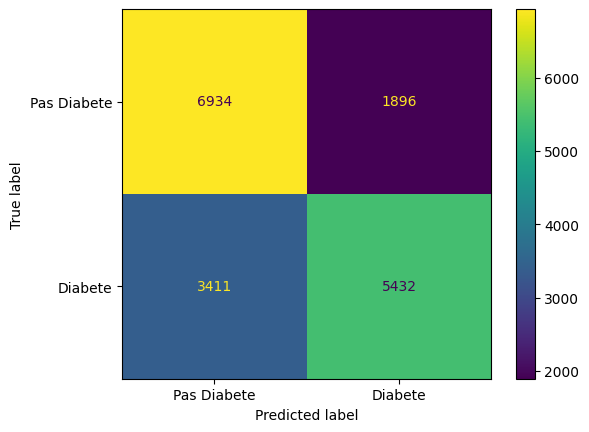 True label
Pas Diabete
6934
1896
Diabete
3411
5432
Pas Diabete
Diabete
Predicted label
6000
5000
4000
3000
2000